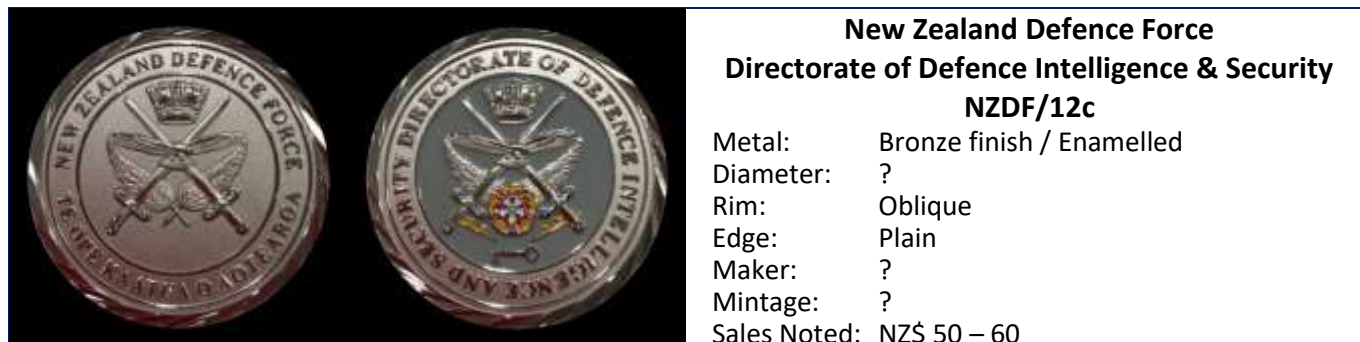 NEW ZEALAND DEFENCE FORCE
TE OPE KAATUA O AOTEAROA
DIRECTORATE OF DEFENCE INTELLIGENCE AND SECURITY
New Zealand Defence Force
Directorate of Defence Intelligence & Security
NZDF/12c
Metal: Bronze finish / Enamelled
Diameter: ?
Rim: Oblique
Edge: Plain
Maker: ?
Mintage: ?
Sales Noted: NZ$ 50 – 60